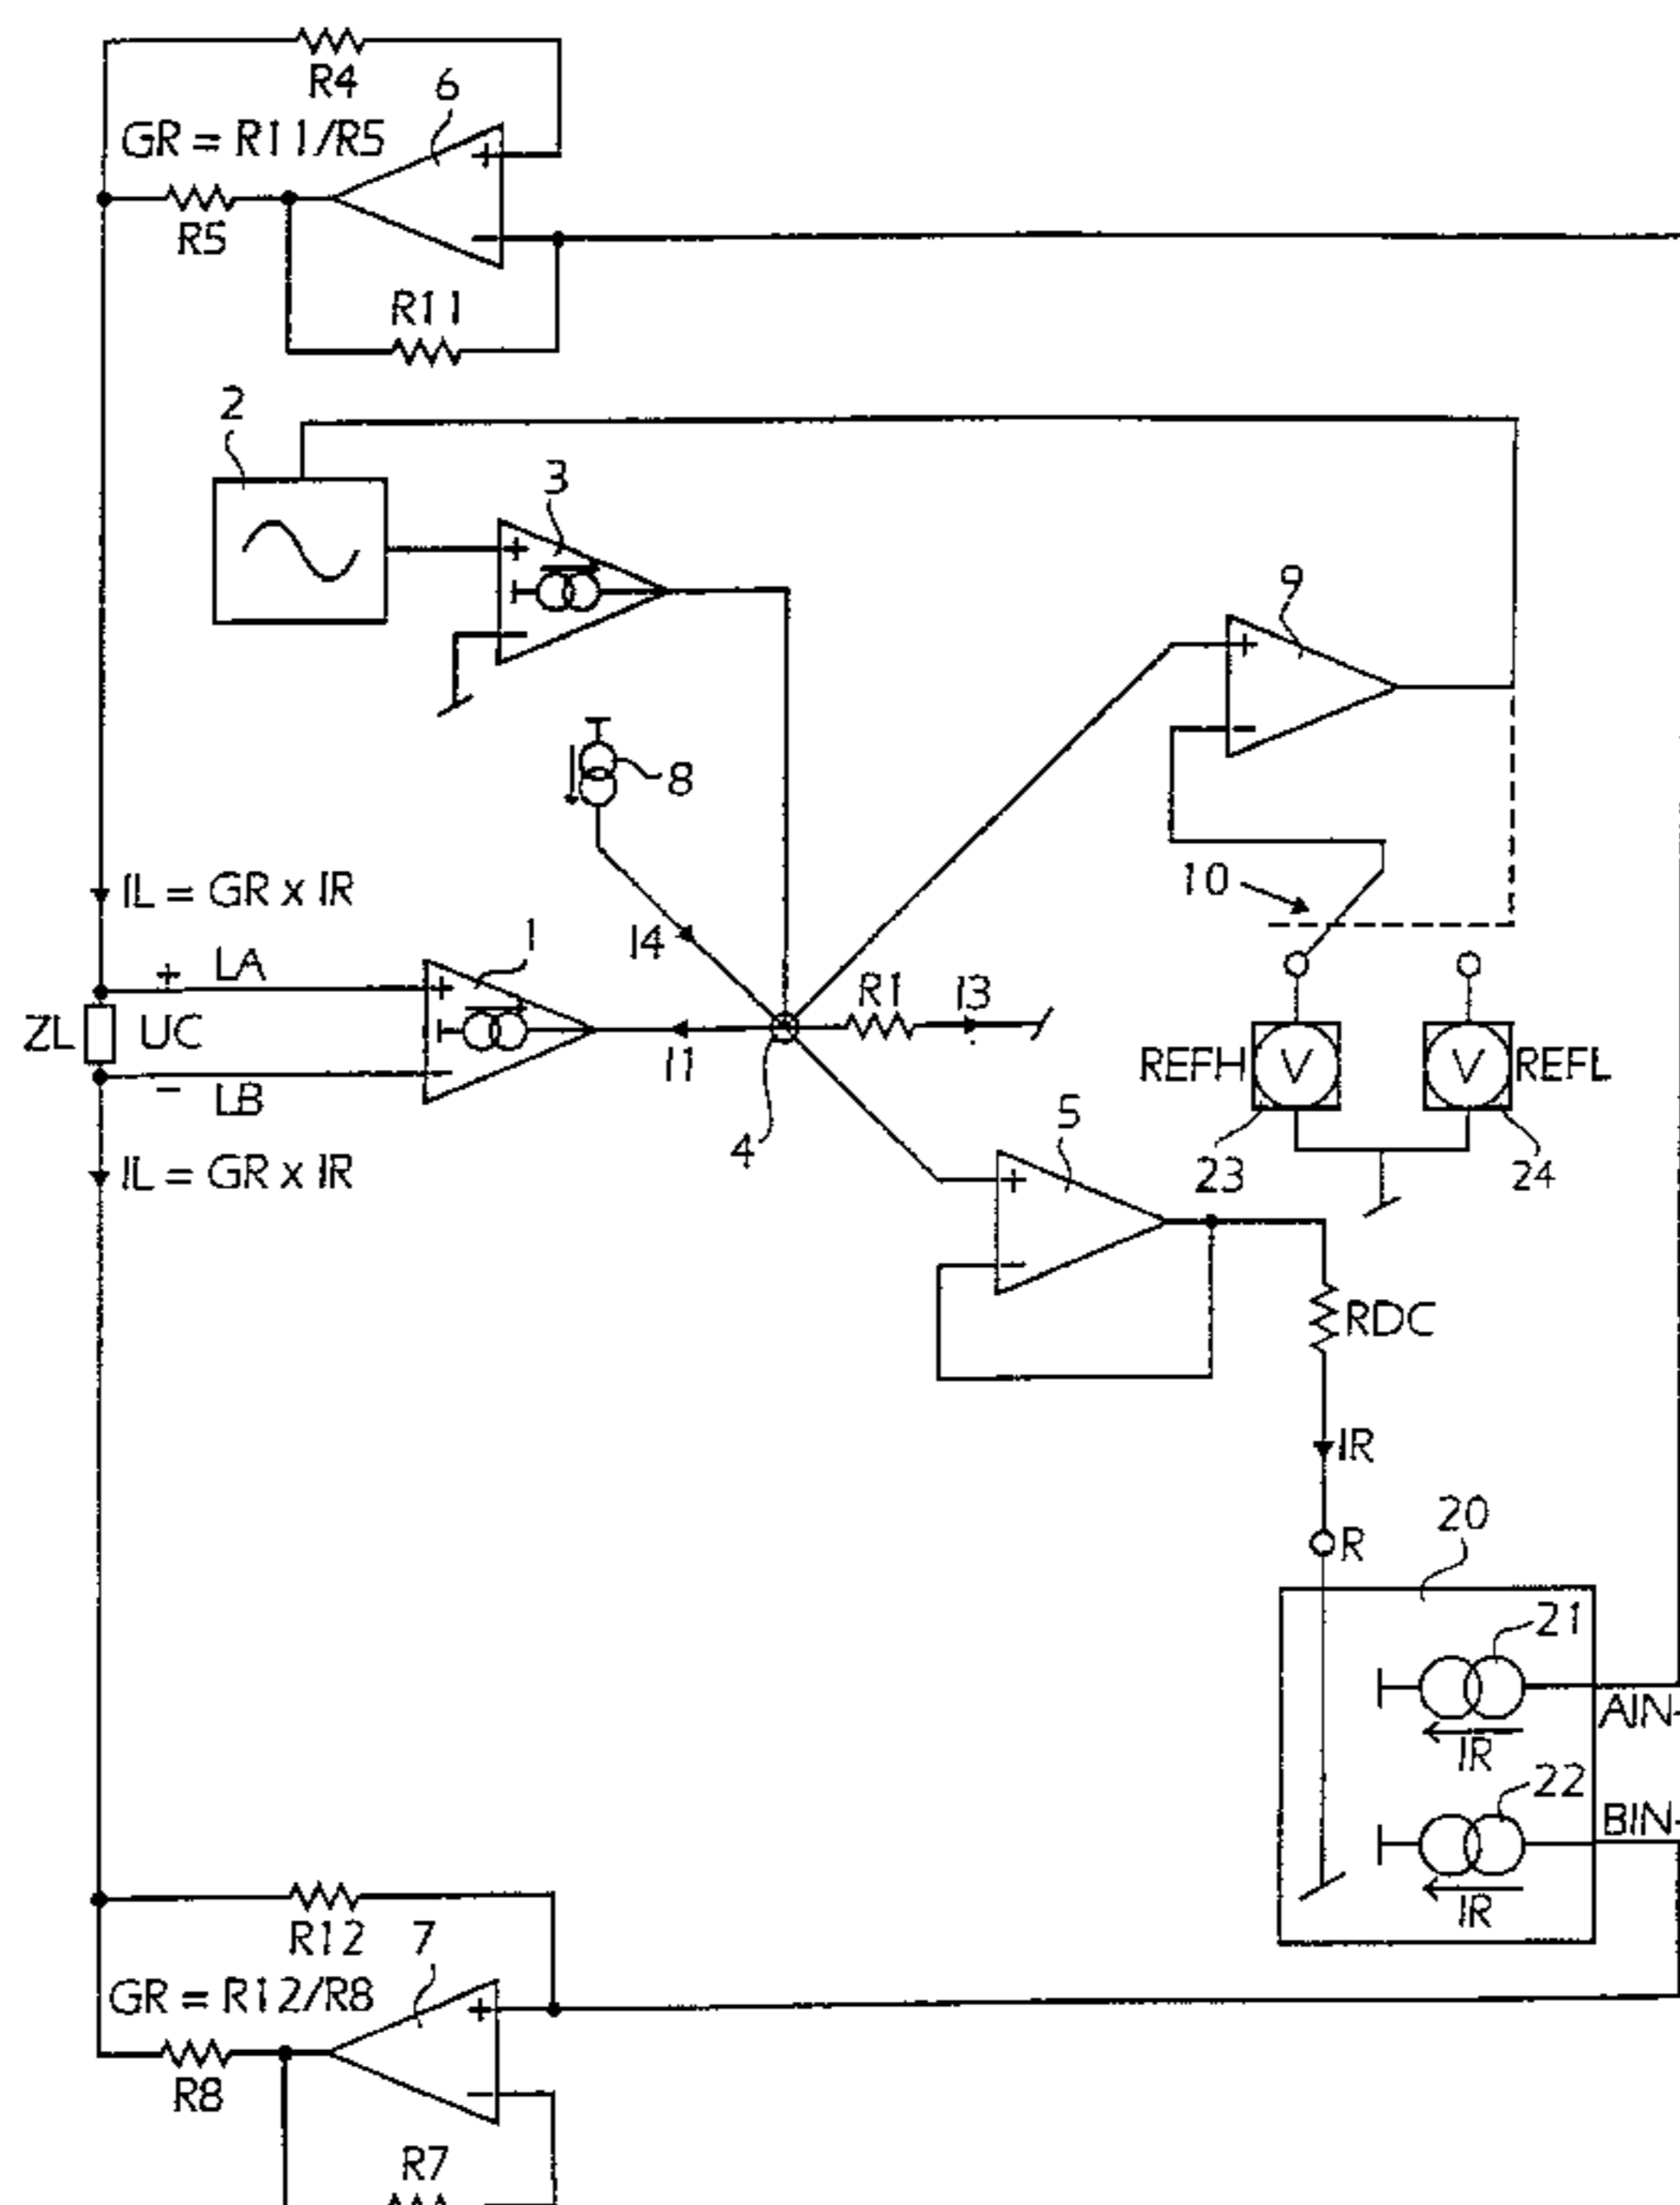 R4
6
GR = R11/R5
+
R5
−
R11
2
3
+
−
9
+
−
8
10
IL = GR x IR
I4
+ LA
1
+
R1
I3
ZL
UC
I1
REFH
V
V
REFL
−
LB
−
4
5
23
24
IL = GR x IR
+
−
RDC
IR
20
R
21
AIN-
IR
22
BIN-
IR
R12
7
GR = R12/R8
+
R8
−
R7